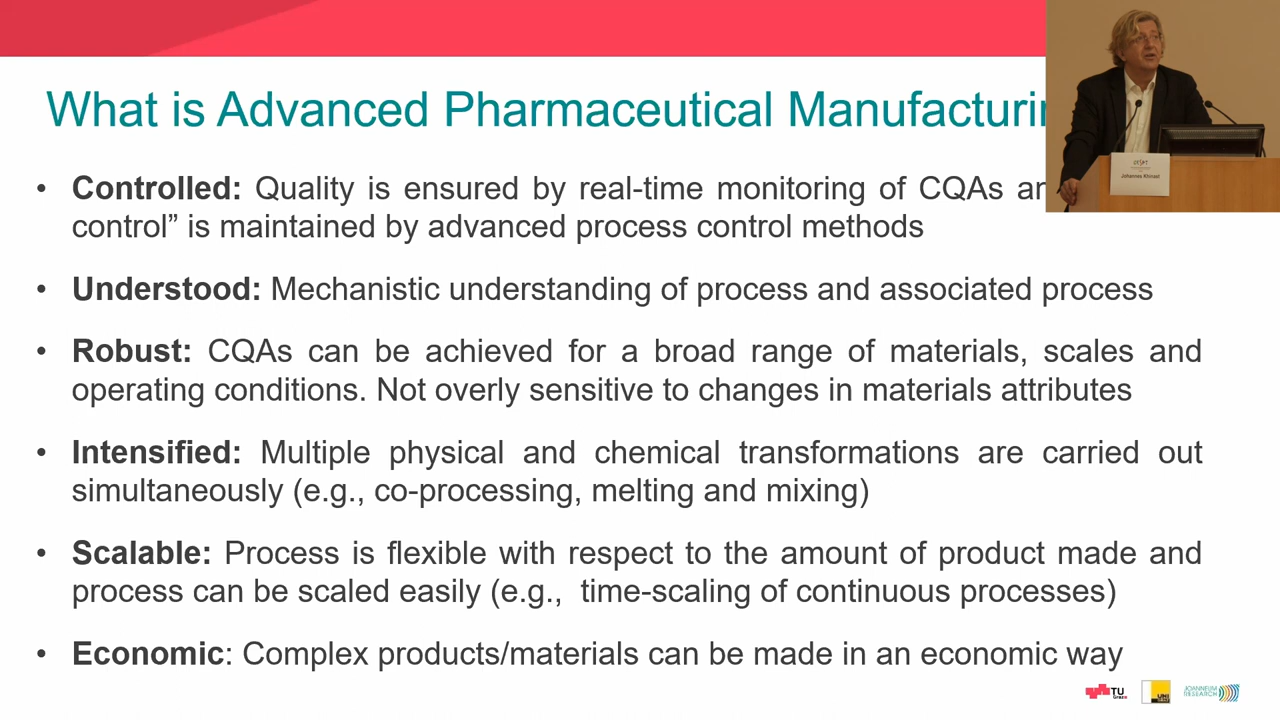 What is Advanced Pharmaceutical Manufacturin
• Controlled: Quality is ensured by real-time monitoring of CQAs
control” is maintained by advanced process control methods
• Understood: Mechanistic understanding of process and associated process
• Robust: CQAs can be achieved for a broad range of materials, scales and
operating conditions. Not overly sensitive to changes in materials attributes
• Intensified: Multiple physical and chemical transformations are carried out
simultaneously (e.g., co-processing, melting and mixing)
• Scalable: Process is flexible with respect to the amount of product made and
process can be scaled easily (e.g., time-scaling of continuous processes)
• Economic: Complex products/materials can be made in an economic way
Johannes Khinast
TU
Graz
UNI
GRAZ
JOANNEUM
RESEARCH